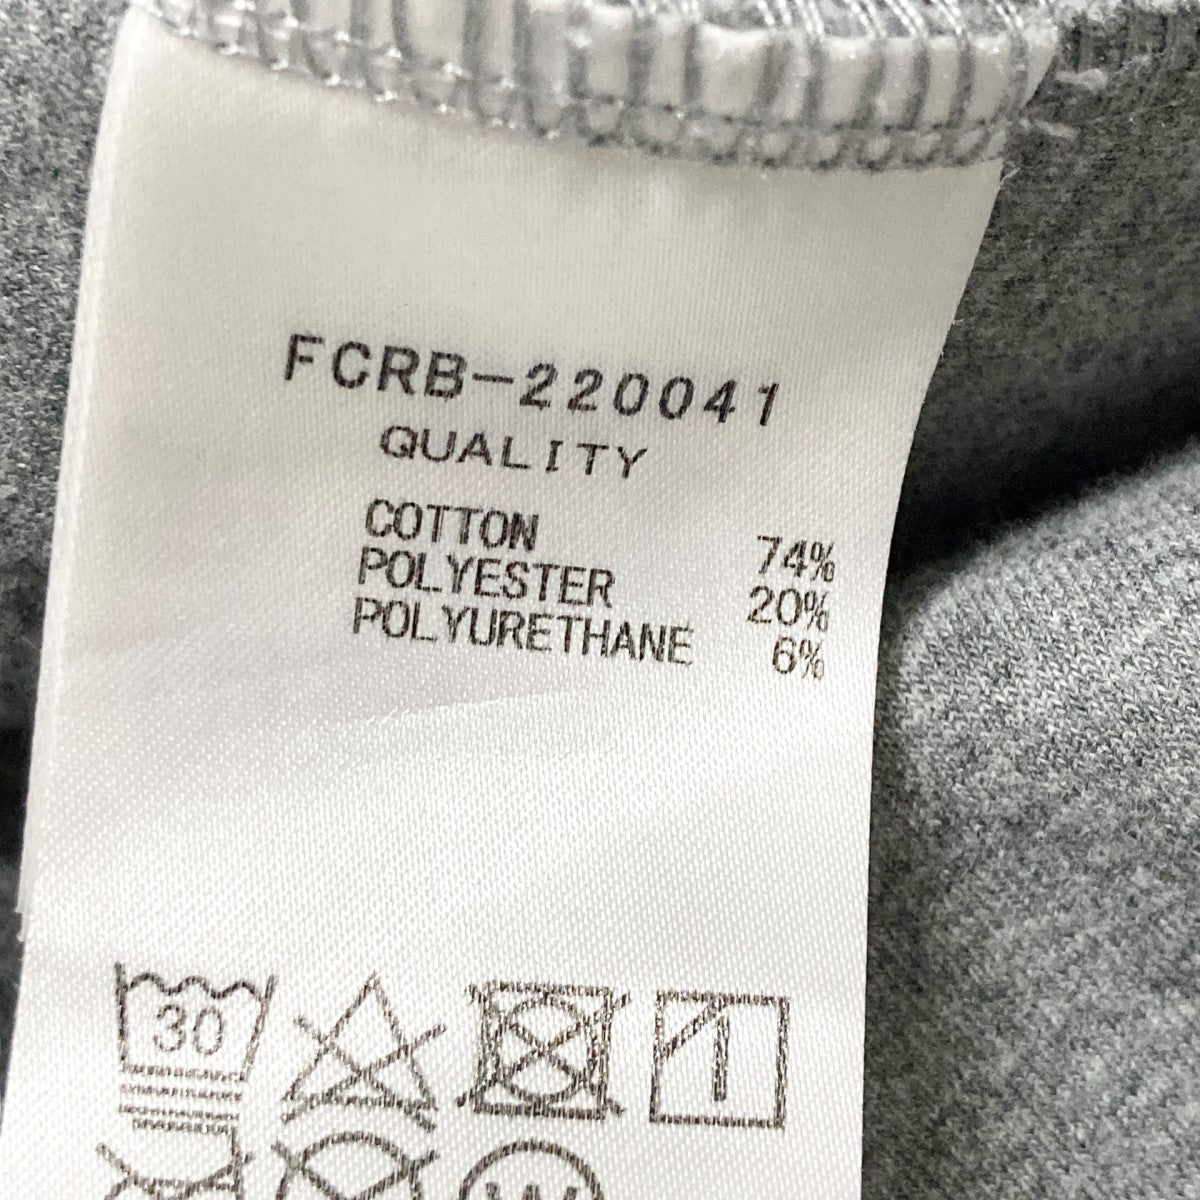 FCRB-220041
QUALITY
COTTON 74%
POLYESTER 20%
POLYURETHANE 6%
30
W